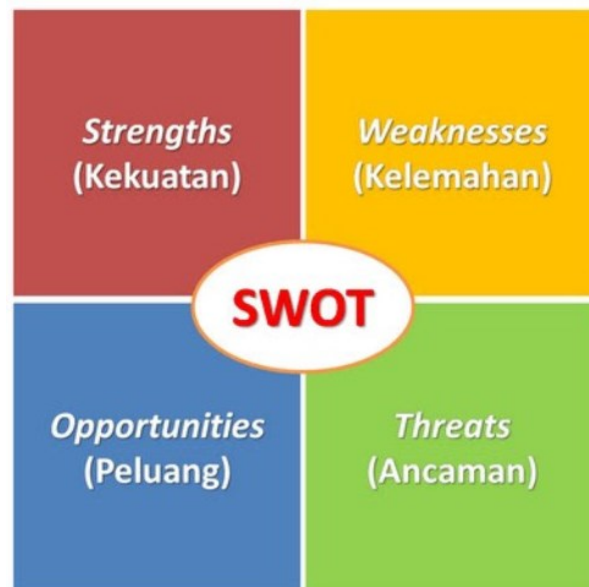 Strengths
(Kekuatan)
Weaknesses
(Kelemahan)
SWOT
Opportunities
(Peluang)
Threats
(Ancaman)